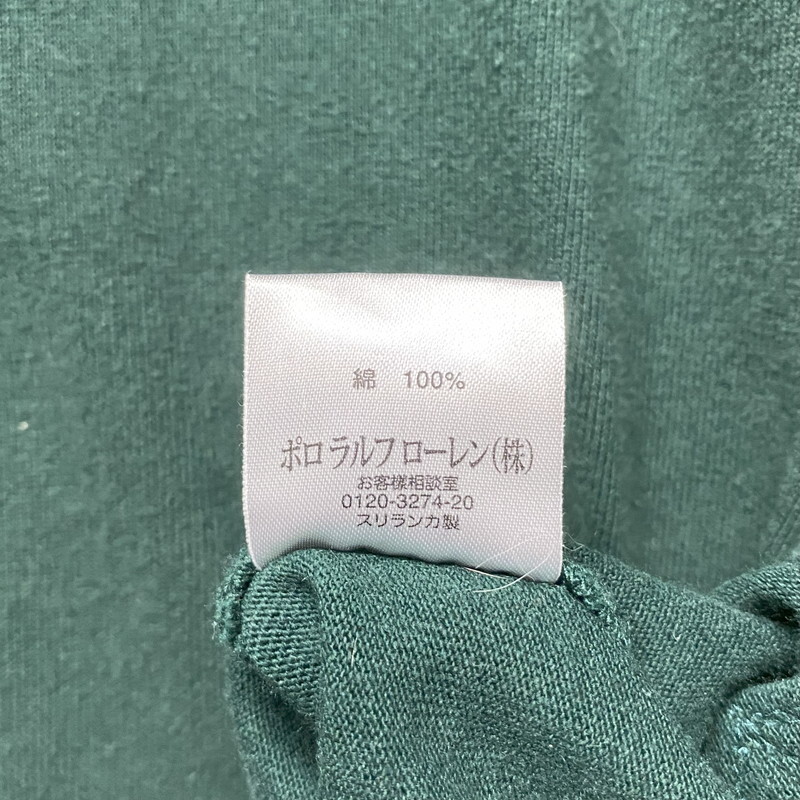 綿 100%
ポロ ラルフ ローレン(株)
お客様相談室
0120-3274-20
スリランカ製